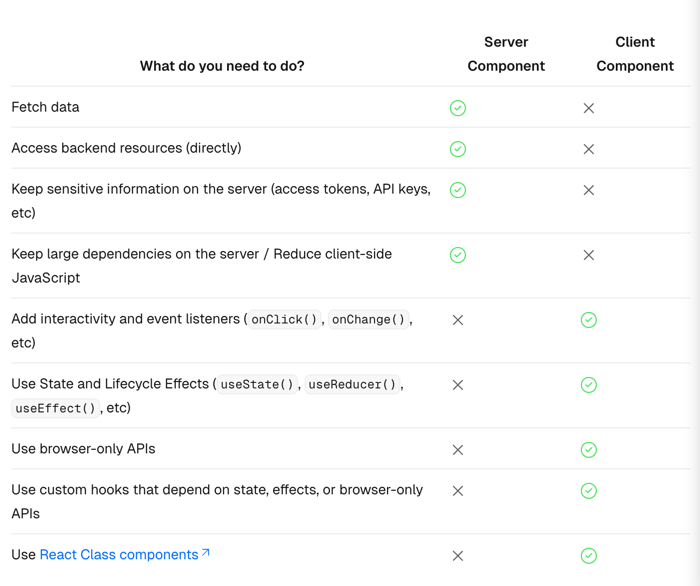 Server Client
What do you need to do? Component Component
Fetch data
Access backend resources (directly)
Keep sensitive information on the server (access tokens, API keys,
etc)
Keep large dependencies on the server / Reduce client-side
JavaScript
Add interactivity and event listeners ( onClick() , onChange() ,
etc)
Use State and Lifecycle Effects ( useState() , useReducer() ,
useEffect() , etc)
Use browser-only APIs
Use custom hooks that depend on state, effects, or browser-only
APIs
Use React Class components